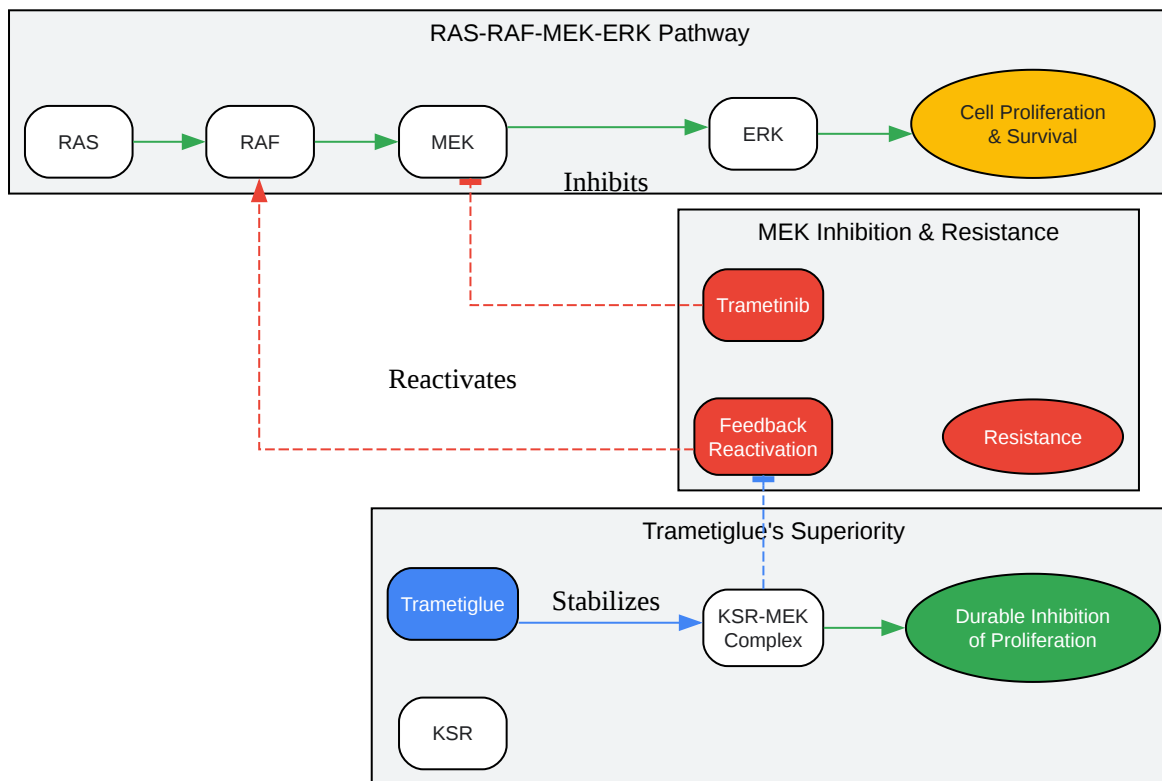 RAS-RAF-MEK-ERK Pathway
RAS
RAF
MEK
ERK
Cell Proliferation
& Survival
Inhibits
MEK Inhibition & Resistance
Trametinib
Reactivates
Feedback
Reactivation
Resistance
Trametiglue's Superiority
Trametiglue
Stabilizes
KSR-MEK
Complex
Durable Inhibition
of Proliferation
KSR